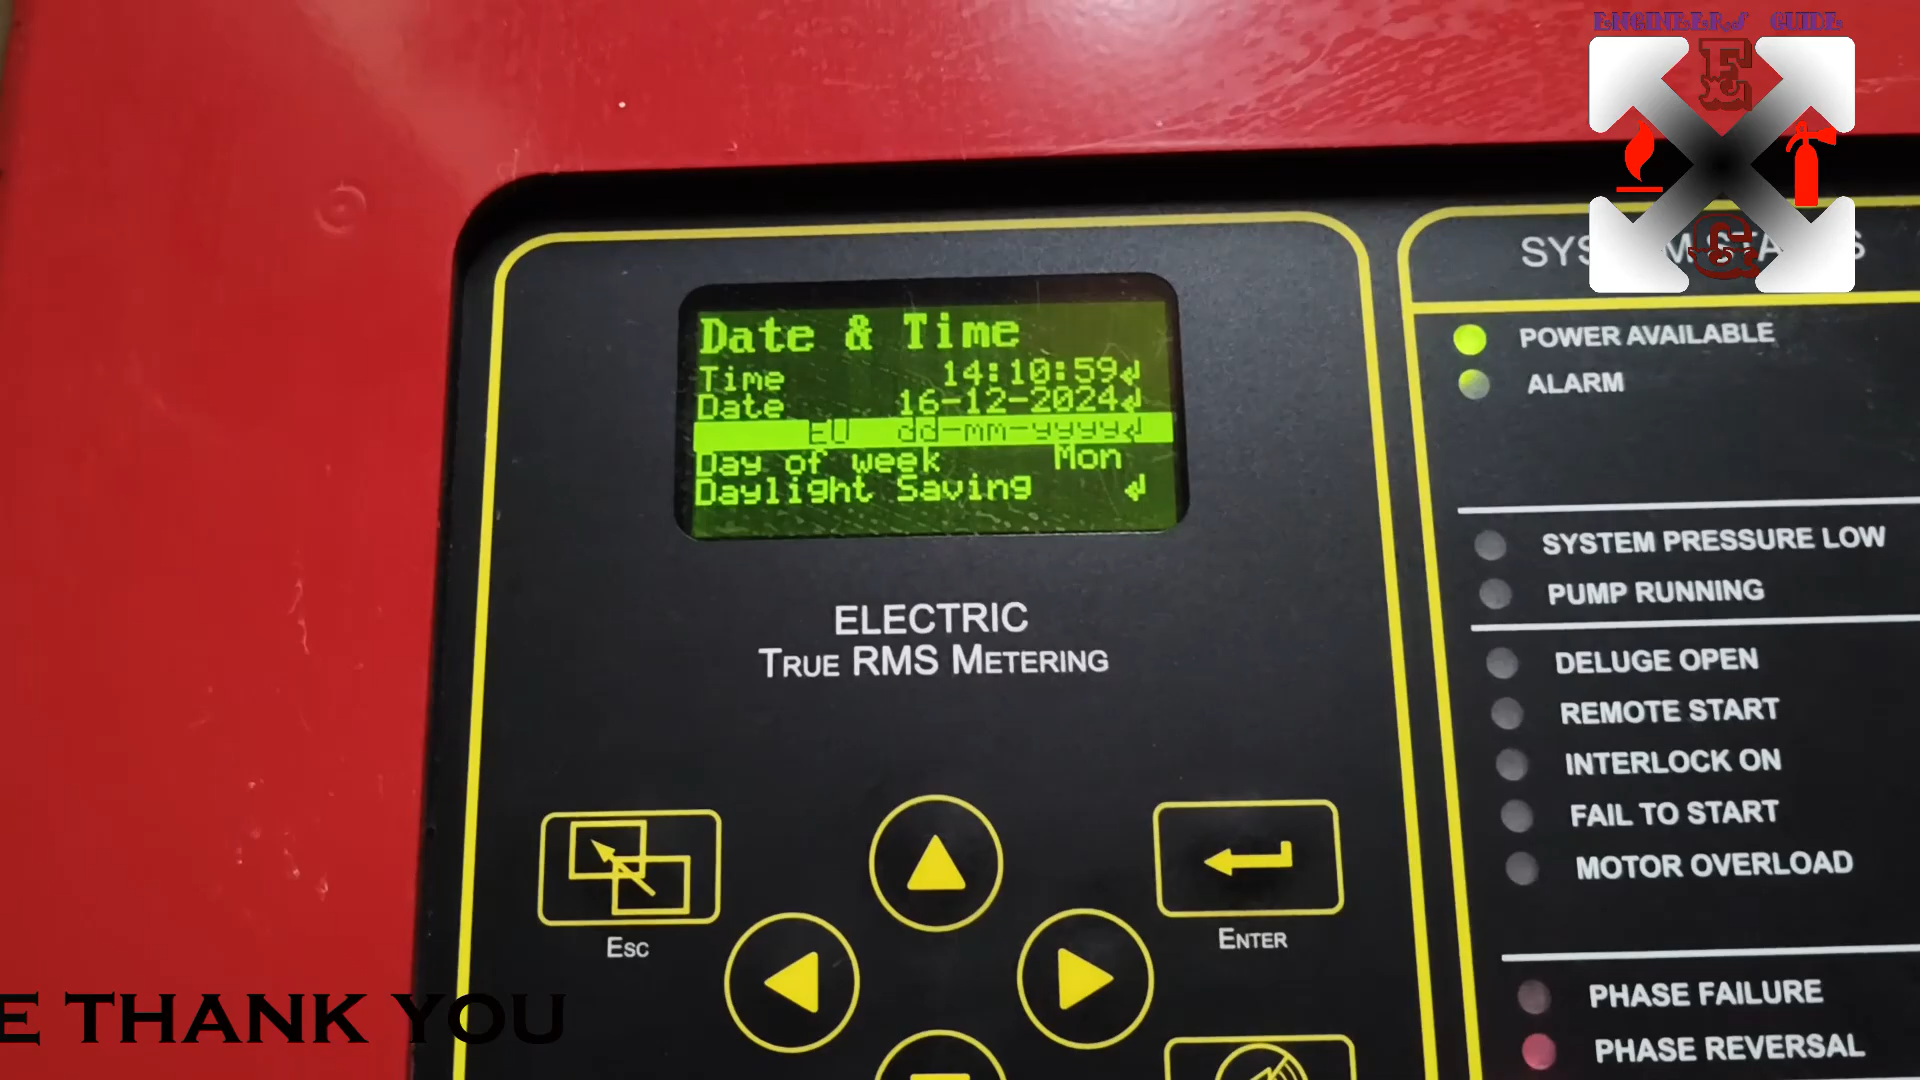 ENGINEERS GUIDE
E
G
Date & Time
Time 14:10:59
Date 16-12-2024
EU dd-mm-yyyy
Day of week Mon
Daylight Saving
ELECTRIC
TRUE RMS METERING
ESC
ENTER
POWER AVAILABLE
ALARM
SYSTEM PRESSURE LOW
PUMP RUNNING
DELUGE OPEN
REMOTE START
INTERLOCK ON
FAIL TO START
MOTOR OVERLOAD
PHASE FAILURE
PHASE REVERSAL
E THANK YOU